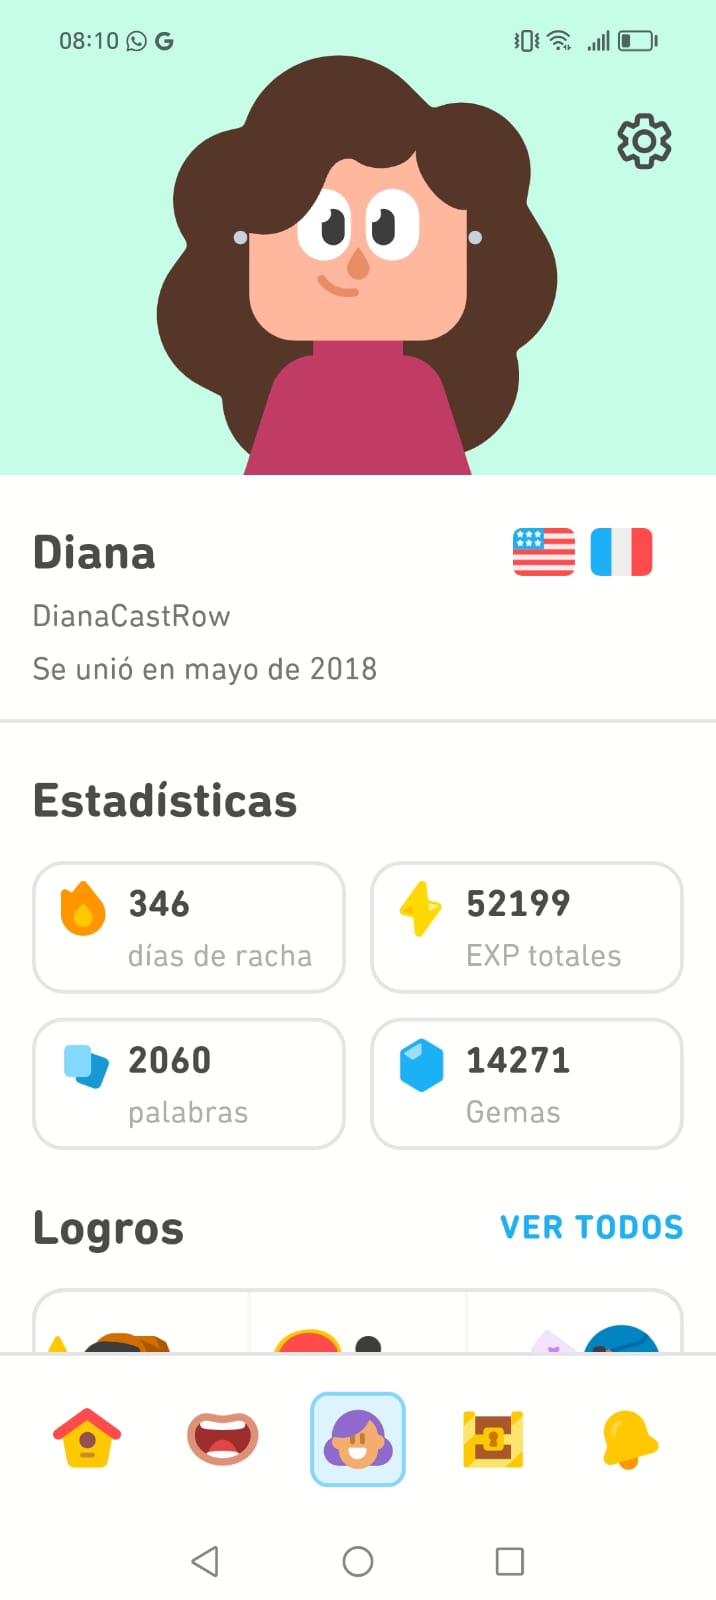 08:10
Diana
DianaCastRow
Se unió en mayo de 2018
Estadísticas
346
días de racha
52199
EXP totales
2060
palabras
14271
Gemas
Logros
VER TODOS